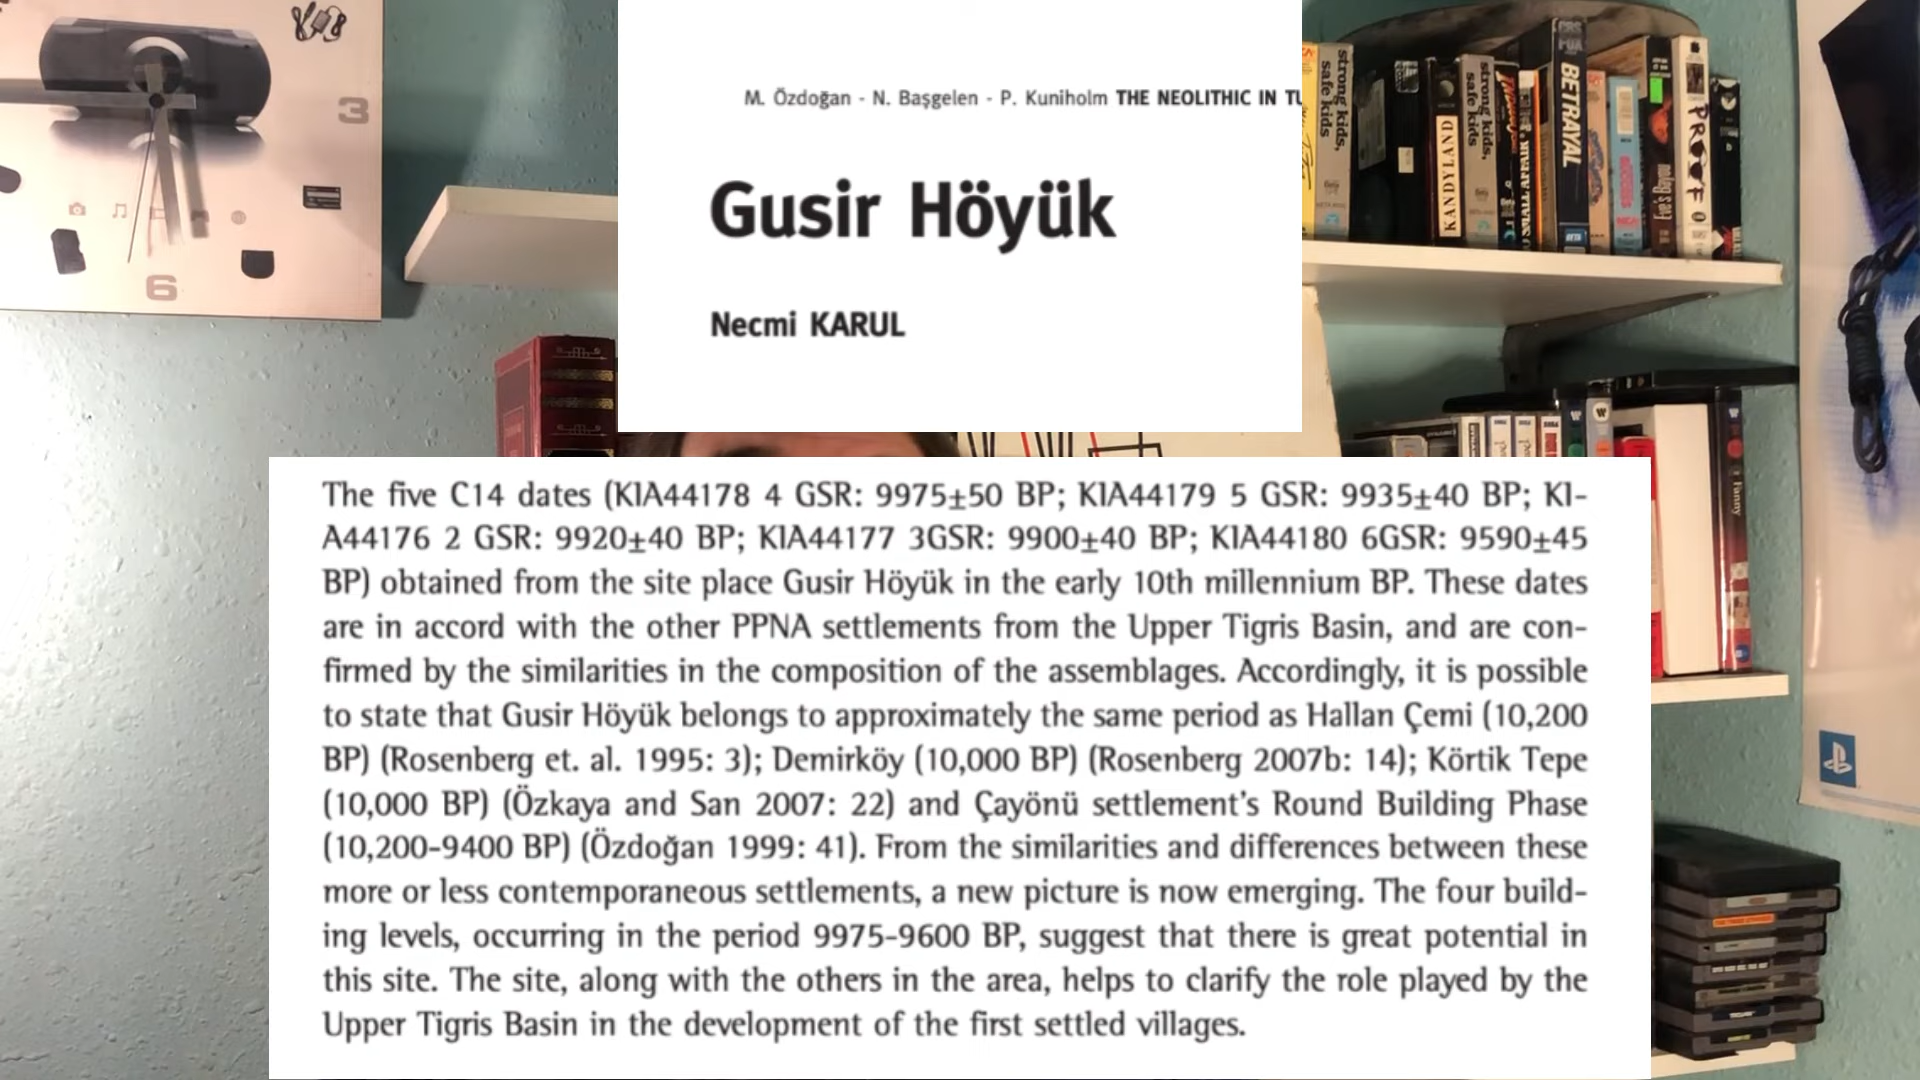 M. Özdoğan - N. Başgelen - P. Kuniholm THE NEOLITHIC IN TU
Gusir Höyük
Necmi KARUL
The five C14 dates (KIA44178 4 GSR: 9975±50 BP; KIA44179 5 GSR: 9935±40 BP; KI-
A44176 2 GSR: 9920±40 BP; KIA44177 3GSR: 9900±40 BP; KIA44180 6GSR: 9590±45
BP) obtained from the site place Gusir Höyük in the early 10th millennium BP. These dates
are in accord with the other PPNA settlements from the Upper Tigris Basin, and are con-
firmed by the similarities in the composition of the assemblages. Accordingly, it is possible
to state that Gusir Höyük belongs to approximately the same period as Hallan Çemi (10,200
BP) (Rosenberg et. al. 1995: 3); Demirköy (10,000 BP) (Rosenberg 2007b: 14); Körtik Tepe
(10,000 BP) (Özkaya and San 2007: 22) and Çayönü settlement's Round Building Phase
(10,200-9400 BP) (Özdoğan 1999: 41). From the similarities and differences between these
more or less contemporaneous settlements, a new picture is now emerging. The four build-
ing levels, occurring in the period 9975-9600 BP, suggest that there is great potential in
this site. The site, along with the others in the area, helps to clarify the role played by the
Upper Tigris Basin in the development of the first settled villages.
3
6
strong kids,
safe kids
KANDYLAND
strong kids,
safe kids
SMALL AFFAIR
CBS
FOX
BETRAYAL
Eve's Bayou
PROOF